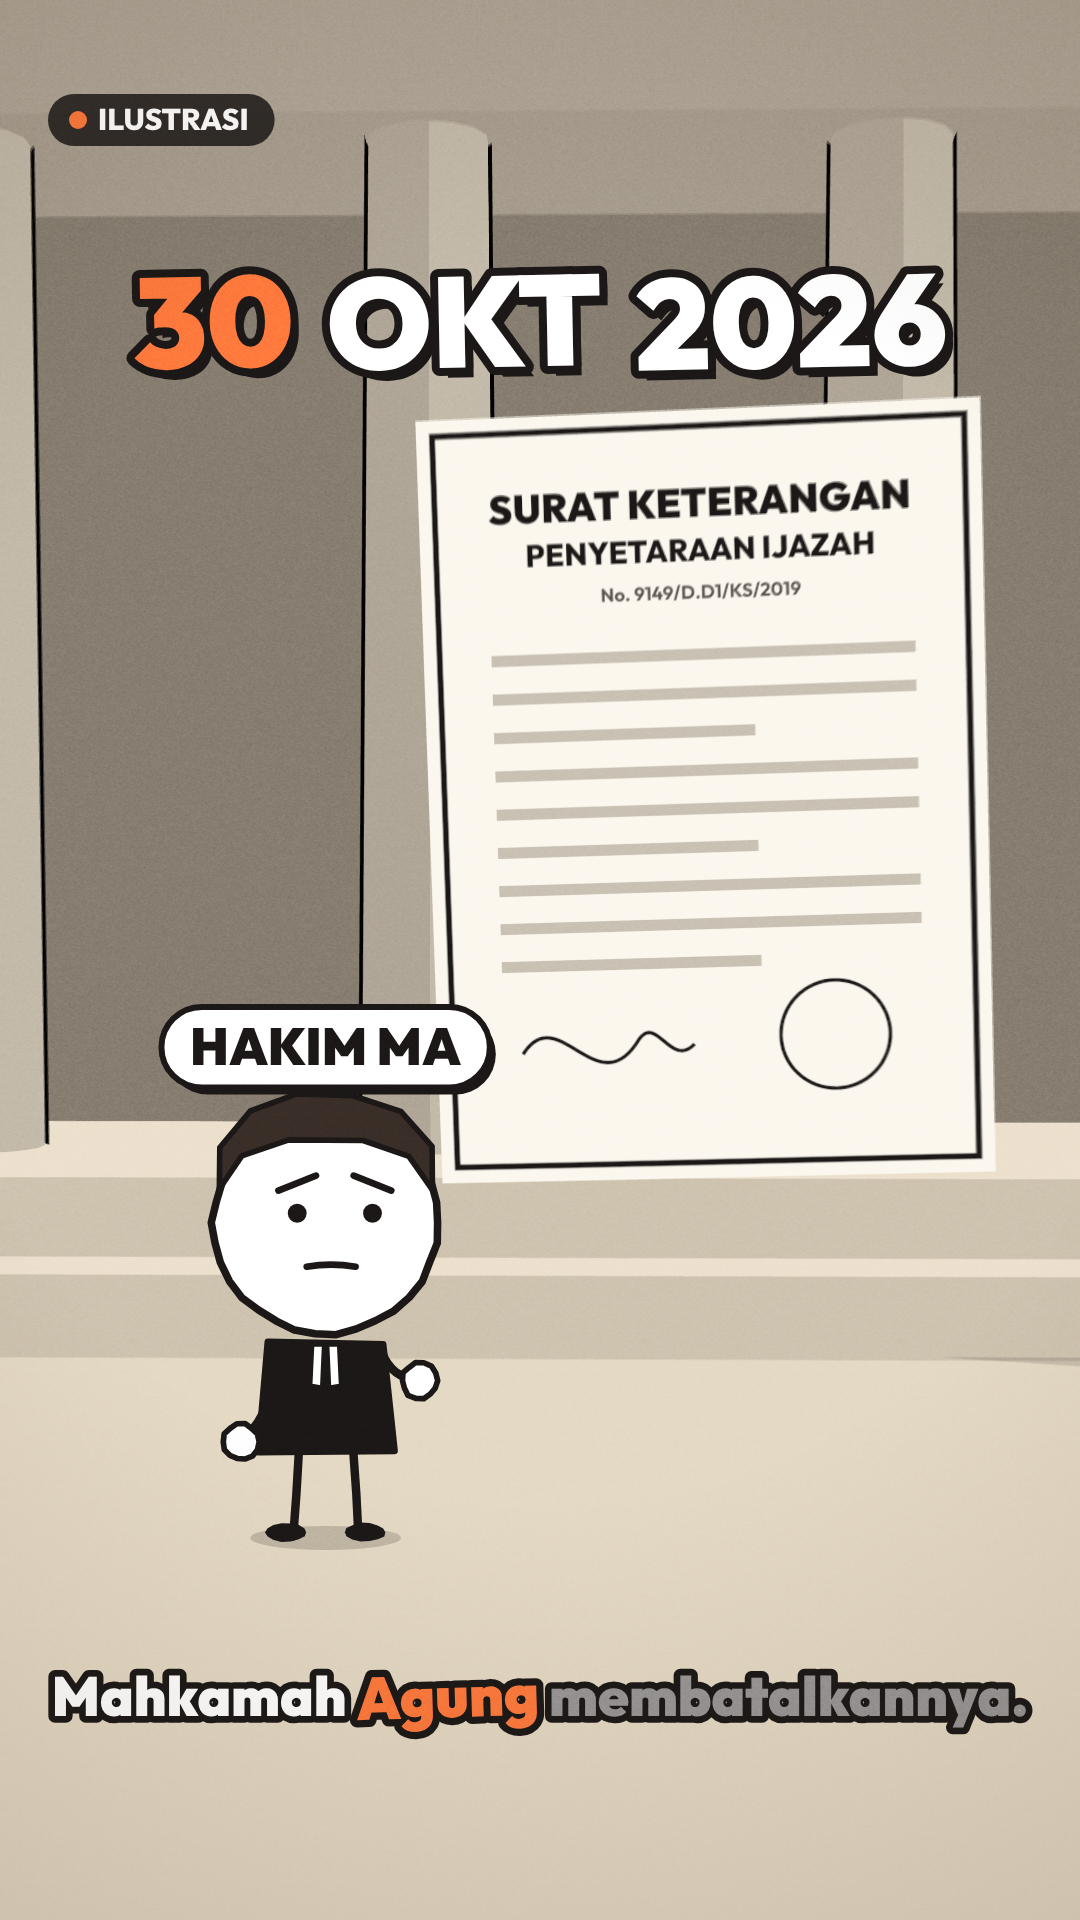 ILUSTRASI
30 OKT 2026
SURAT KETERANGAN
PENYETARAAN IJAZAH
No. 9149/D.D1/KS/2019
HAKIM MA
Mahkamah Agung membatalkannya.